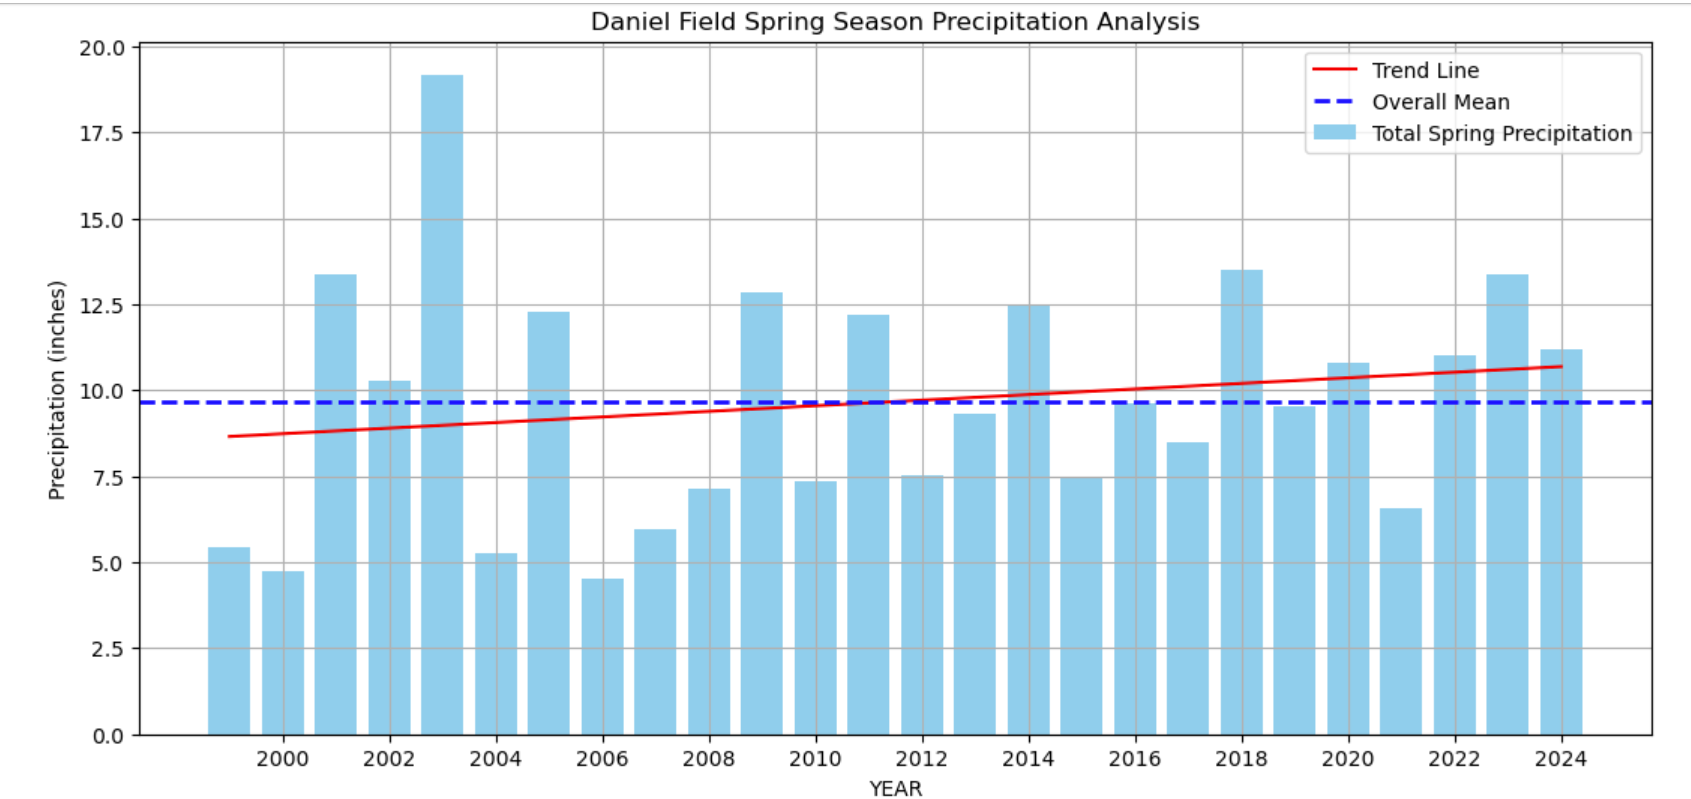 Daniel Field Spring Season Precipitation Analysis
20.0
17.5
15.0
12.5
10.0
7.5
5.0
2.5
0.0
Precipitation (inches)
Trend Line
Overall Mean
Total Spring Precipitation
2000 2002 2004 2006 2008 2010 2012 2014 2016 2018 2020 2022 2024
YEAR